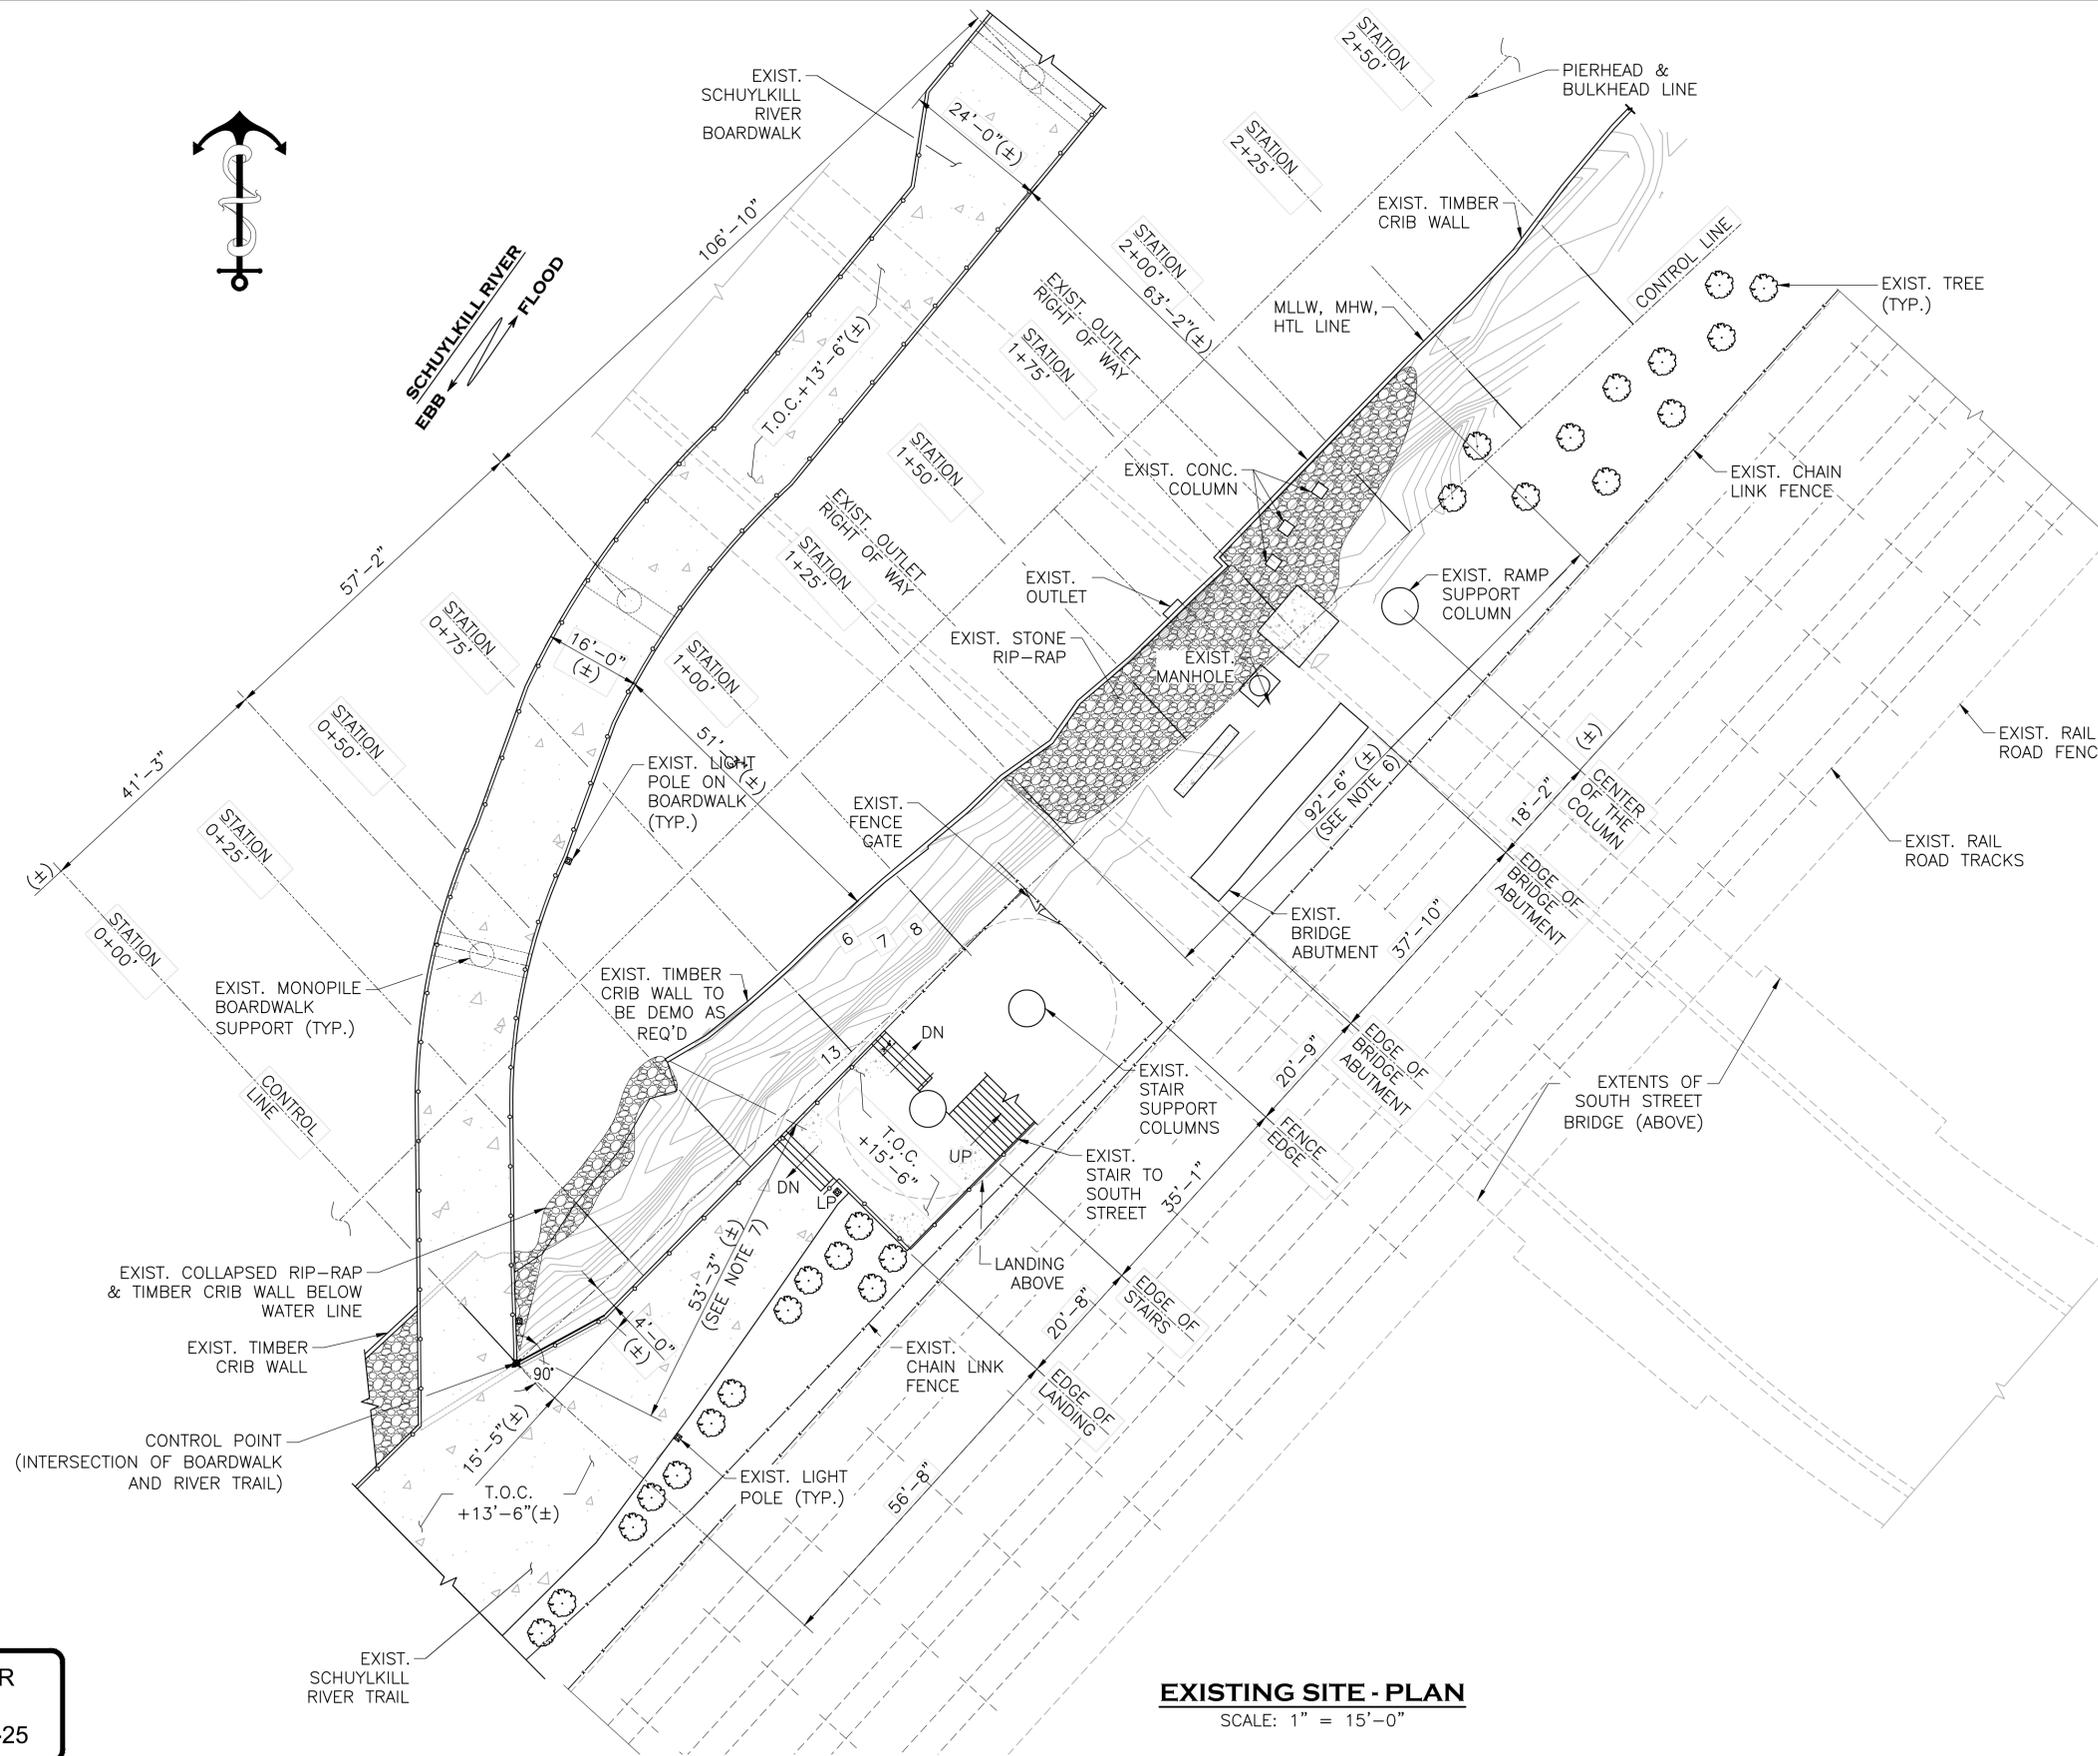 STATION
2+50'
PIERHEAD &
BULKHEAD LINE
EXIST.
SCHUYLKILL
RIVER
BOARDWALK
24'-0"(±)
STATION
2+25'
EXIST. TIMBER
CRIB WALL
CONTROL LINE
106'-10"
STATION
2+00'
63'-2"(±)
EXIST. TREE
(TYP.)
SCHUYLKILL RIVER
EBB
FLOOD
EXIST. OUTLET
RIGHT OF WAY
MLLW, MHW,
HTL LINE
STATION
1+75'
T.O.C.+13'-6"(±)
STATION
1+50'
EXIST. CONC.
COLUMN
EXIST. CHAIN
LINK FENCE
EXIST. OUTLET
RIGHT OF WAY
STATION
1+25'
57'-2"
EXIST.
OUTLET
EXIST. RAMP
SUPPORT
COLUMN
STATION
0+75'
16'-0"
(±)
STATION
1+00'
EXIST. STONE
RIP-RAP
EXIST.
MANHOLE
STATION
0+50'
41'-3"
(±)
51'-
(±)
EXIST. LIGHT
POLE ON
BOARDWALK
(TYP.)
EXIST.
FENCE
GATE
92'-6" (±)
(SEE NOTE 6)
(±)
18'-2"
CENTER
OF THE
COLUMN
EXIST. RAIL
ROAD FENC
EXIST. RAIL
ROAD TRACKS
STATION
0+25'
STATION
0+00'
6
7
8
EXIST.
BRIDGE
ABUTMENT
37'-10"
EDGE OF
BRIDGE
ABUTMENT
EXIST. MONOPILE
BOARDWALK
SUPPORT (TYP.)
EXIST. TIMBER
CRIB WALL TO
BE DEMO AS
REQ'D
13
DN
EXIST.
STAIR
SUPPORT
COLUMNS
20'-9"
EDGE OF
BRIDGE
ABUTMENT
EXTENTS OF
SOUTH STREET
BRIDGE (ABOVE)
CONTROL
LINE
T.O.C.
+15'-6"
UP
DN
LP
EXIST.
STAIR TO
SOUTH
STREET
FENCE
EDGE
35'-1"
53'-3" (±)
(SEE NOTE 7)
LANDING
ABOVE
EXIST. COLLAPSED RIP-RAP
& TIMBER CRIB WALL BELOW
WATER LINE
EXIST. TIMBER
CRIB WALL
4'-0"
(±)
90°
EXIST.
CHAIN LINK
FENCE
20'-8"
EDGE OF
STAIRS
EDGE OF
LANDING
CONTROL POINT
(INTERSECTION OF BOARDWALK
AND RIVER TRAIL)
15'-5"(±)
T.O.C.
+13'-6"(±)
EXIST. LIGHT
POLE (TYP.)
56'-8"
EXIST.
SCHUYLKILL
RIVER TRAIL
R
-25
EXISTING SITE - PLAN
SCALE: 1" = 15'-0"